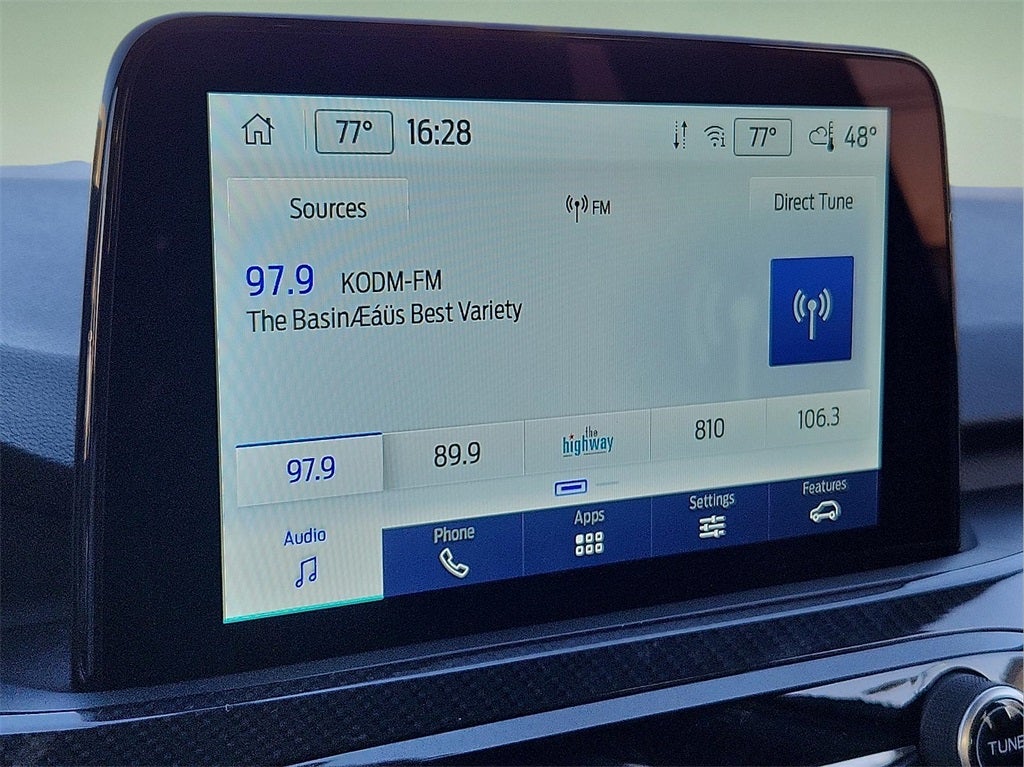 77° 16:28 77° 48°
Sources FM Direct Tune
97.9 KODM-FM
The BasinÆáüs Best Variety
97.9 89.9 the highway 810 106.3
Audio Phone Apps Settings Features
TUNE